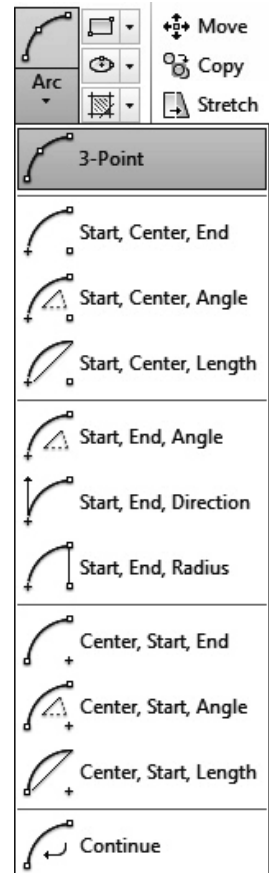 Arc
Move
Copy
Stretch
3-Point
Start, Center, End
Start, Center, Angle
Start, Center, Length
Start, End, Angle
Start, End, Direction
Start, End, Radius
Center, Start, End
Center, Start, Angle
Center, Start, Length
Continue